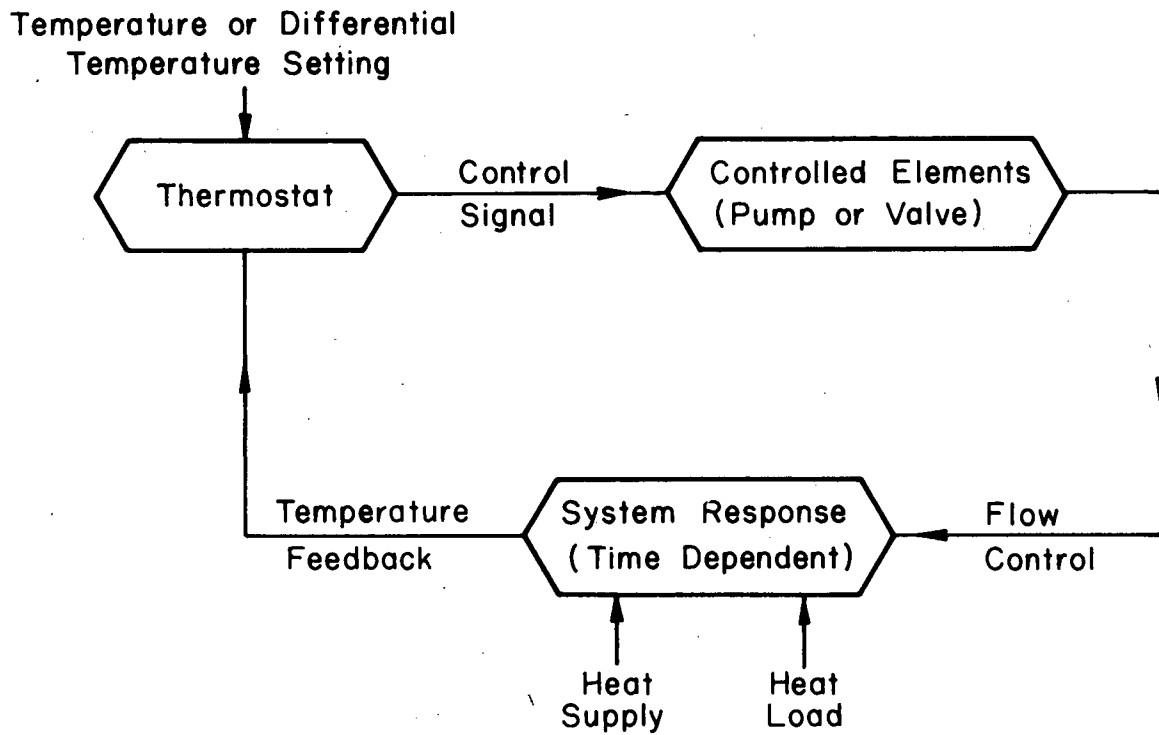 Temperature or Differential
Temperature Setting
Thermostat
Control
Signal
Controlled Elements
(Pump or Valve)
Temperature
Feedback
System Response
(Time Dependent)
Flow
Control
Heat
Supply
Heat
Load